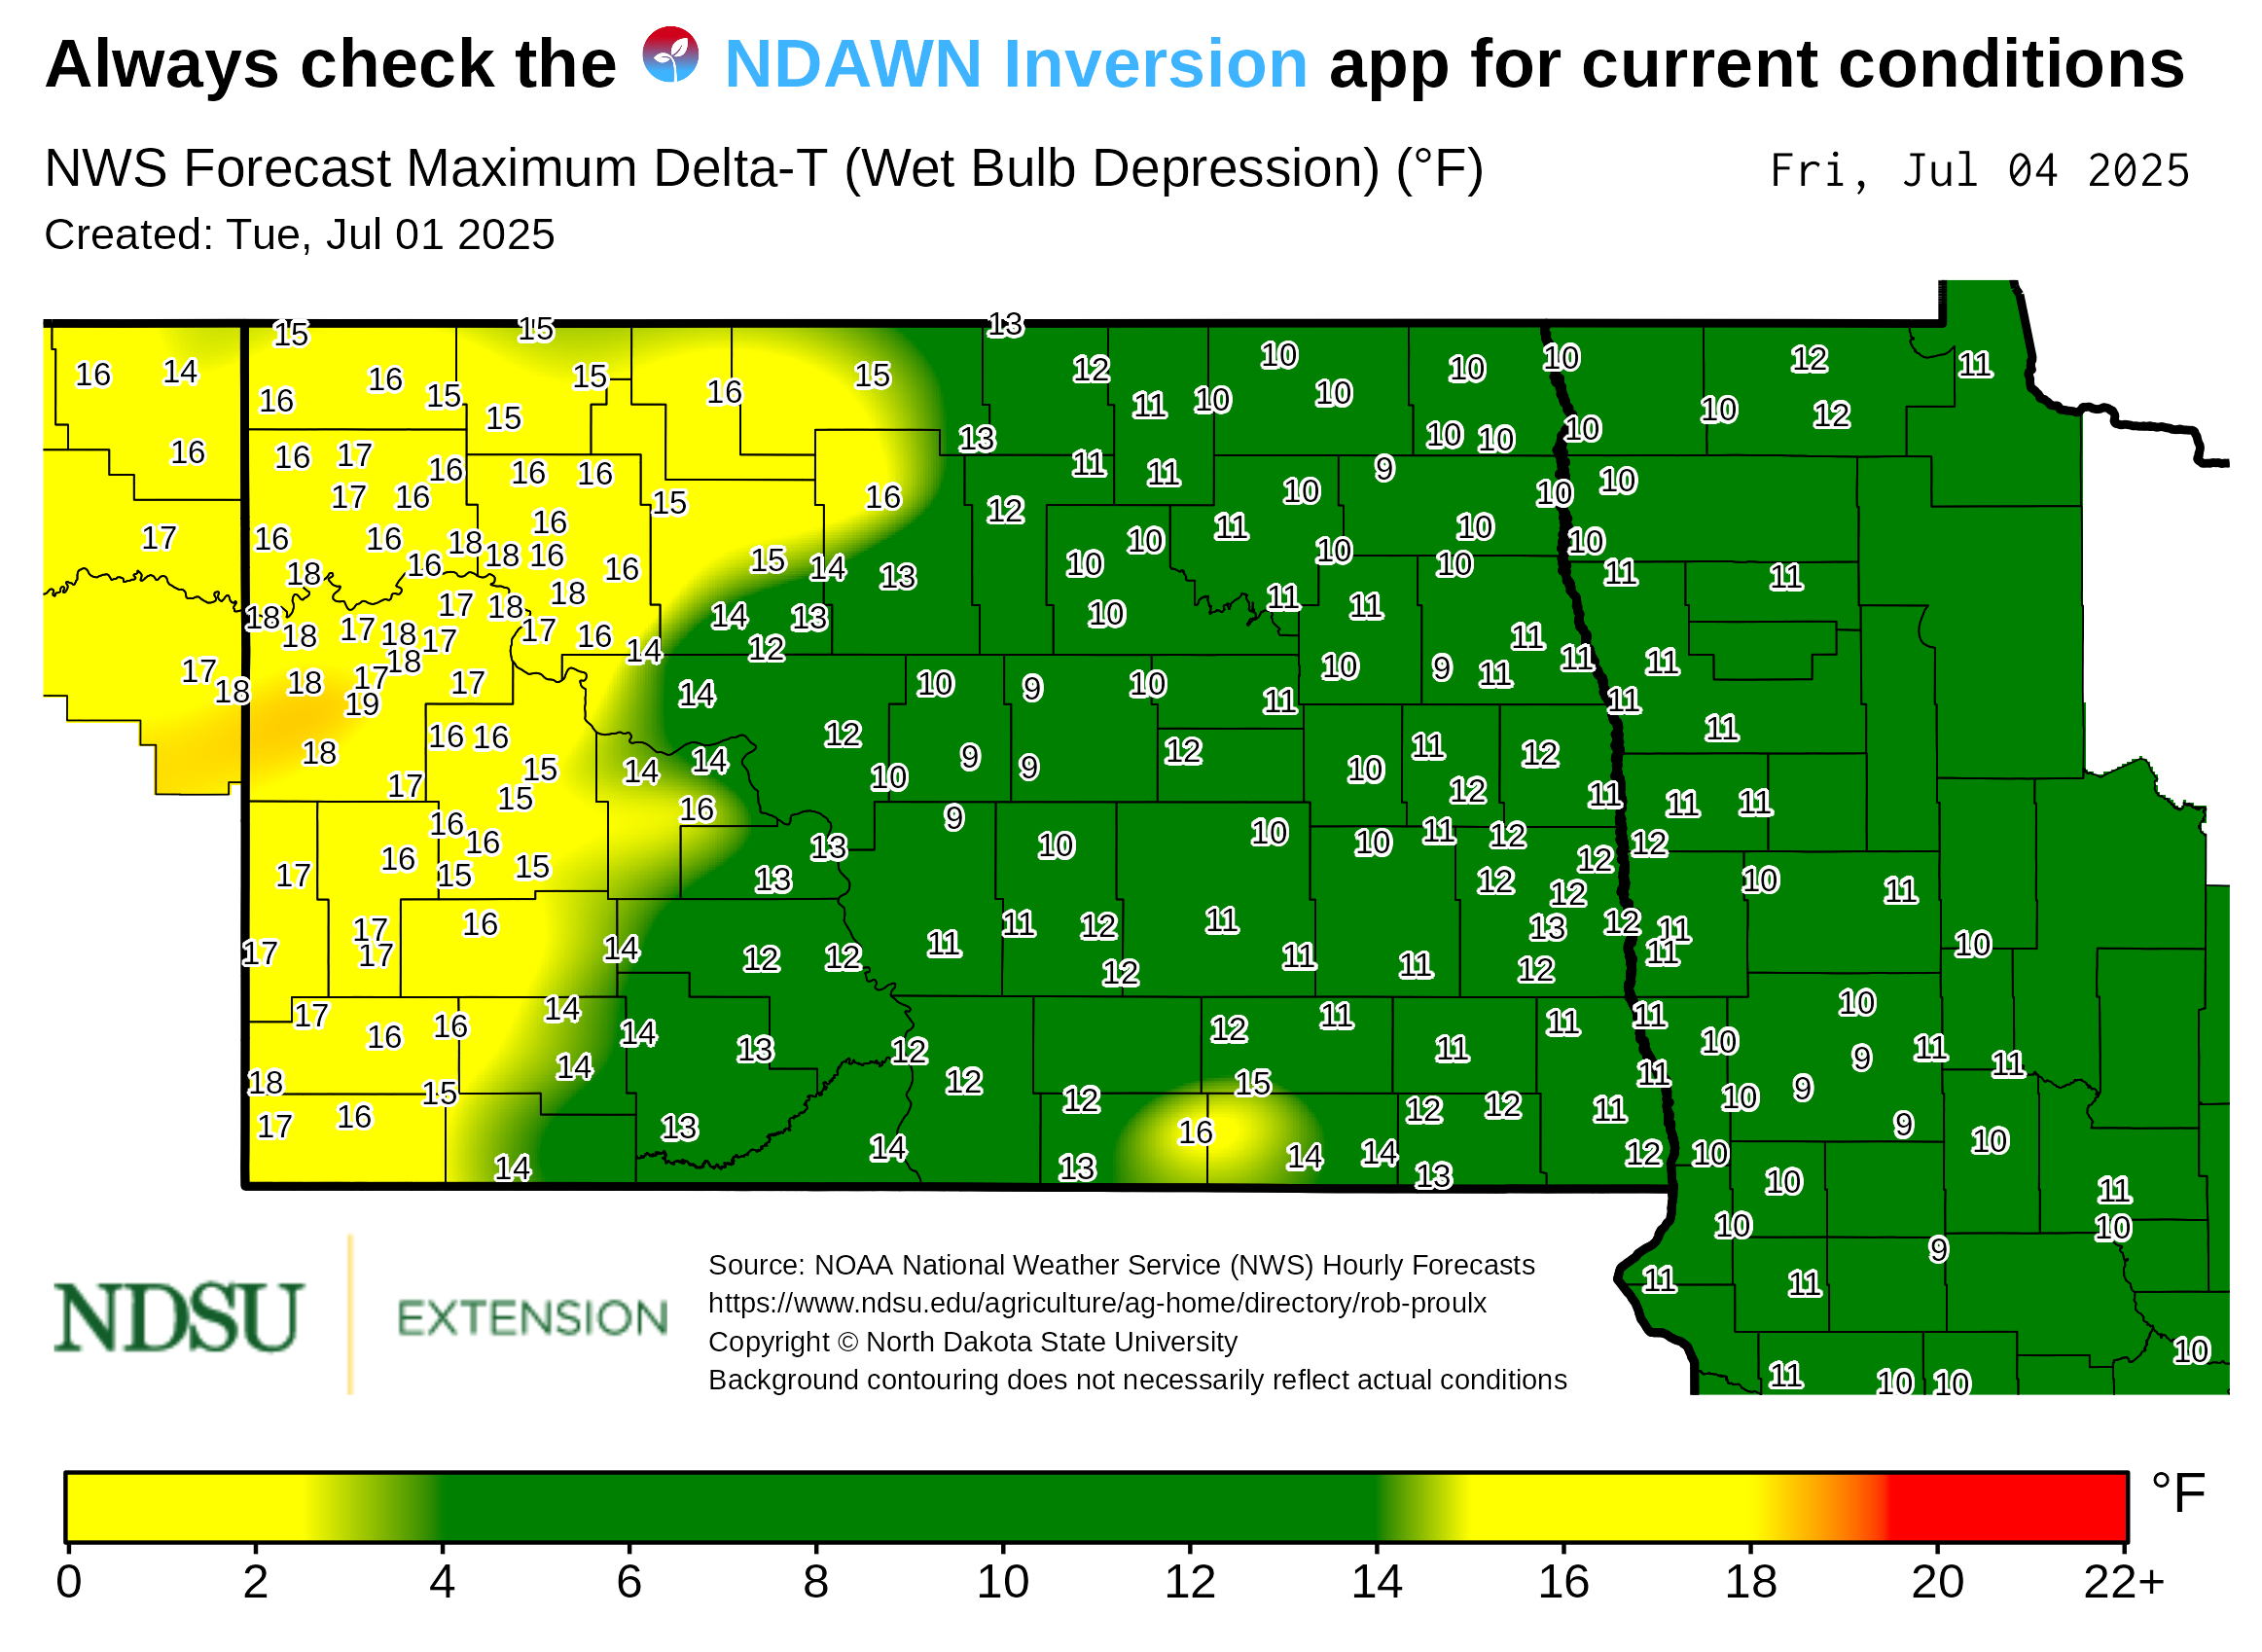 Always check the NDAWN Inversion app for current conditions
NWS Forecast Maximum Delta-T (Wet Bulb Depression) (°F) Fri, Jul 04 2025
Created: Tue, Jul 01 2025
15 15 13
16 14 16 16 15 15 15 16 15 12 11 10 10 10 10 10 10 12 11
16 16 17 16 16 16 15 16 13 11 11 10 9 10 10 10 10 12
17 16 17 16 16 18 18 16 16 15 14 13 12 10 10 11 10 10 10 10 10 10
18 18 16 17 18 18 14 13 10 11 11 10 11 11
17 18 18 17 18 17 17 16 14 12 10 9 10 11 10 9 11 11 11 11
18 17 19 18 17 14 12 9 9 12 10 11 12 11 11
18 17 16 16 15 15 14 14 16 10 9 10 10 11 12 12 11 11 11
17 16 16 16 15 15 13 13 10 10 11 12 12 12 12 10 11
17 17 17 16 14 12 12 11 11 12 12 11 11 11 13 12 12 11 11 10
17 16 16 14 14 14 13 12 12 12 11 11 11 11 10 10 9 11 11
18 17 16 15 14 13 14 12 13 15 16 14 14 12 12 13 11 11 12 10 10 9 9 10
10 10 11 10
11 11 9
10
11 10 10
NDSU EXTENSION
Source: NOAA National Weather Service (NWS) Hourly Forecasts
https://www.ndsu.edu/agriculture/ag-home/directory/rob-proulx
Copyright © North Dakota State University
Background contouring does not necessarily reflect actual conditions
°F
0 2 4 6 8 10 12 14 16 18 20 22+